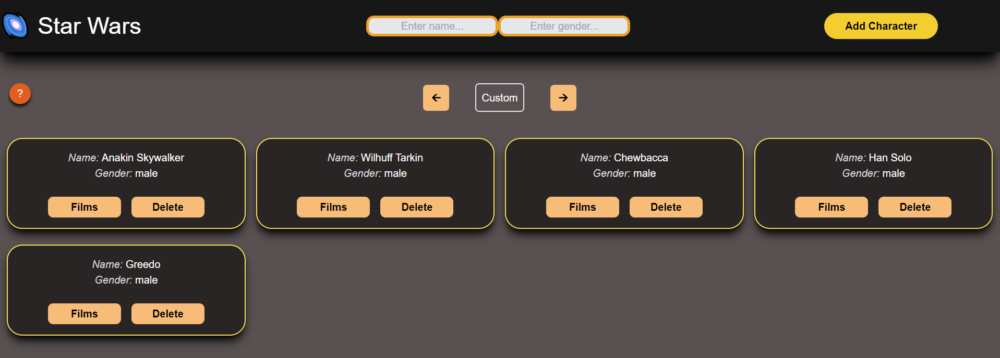 Star Wars
Enter name...
Enter gender...
Add Character
?
←
Custom
→
Name: Anakin Skywalker
Gender: male
Films
Delete
Name: Wilhuff Tarkin
Gender: male
Films
Delete
Name: Chewbacca
Gender: male
Films
Delete
Name: Han Solo
Gender: male
Films
Delete
Name: Greedo
Gender: male
Films
Delete